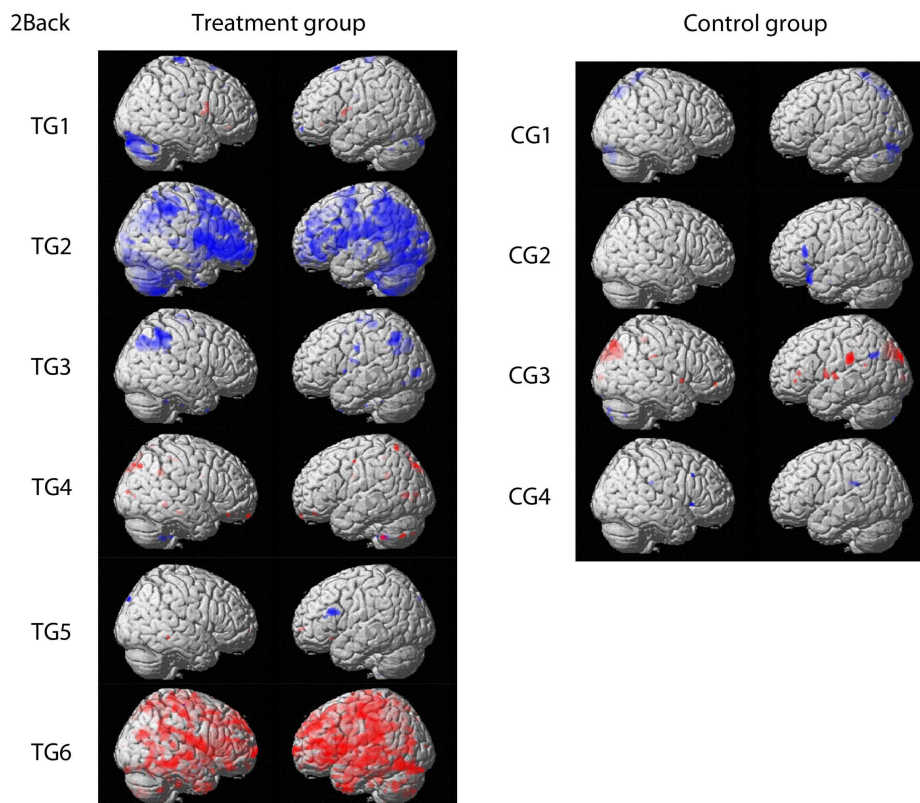 2Back Treatment group Control group
TG1
CG1
TG2
CG2
TG3
CG3
TG4
CG4
TG5
TG6